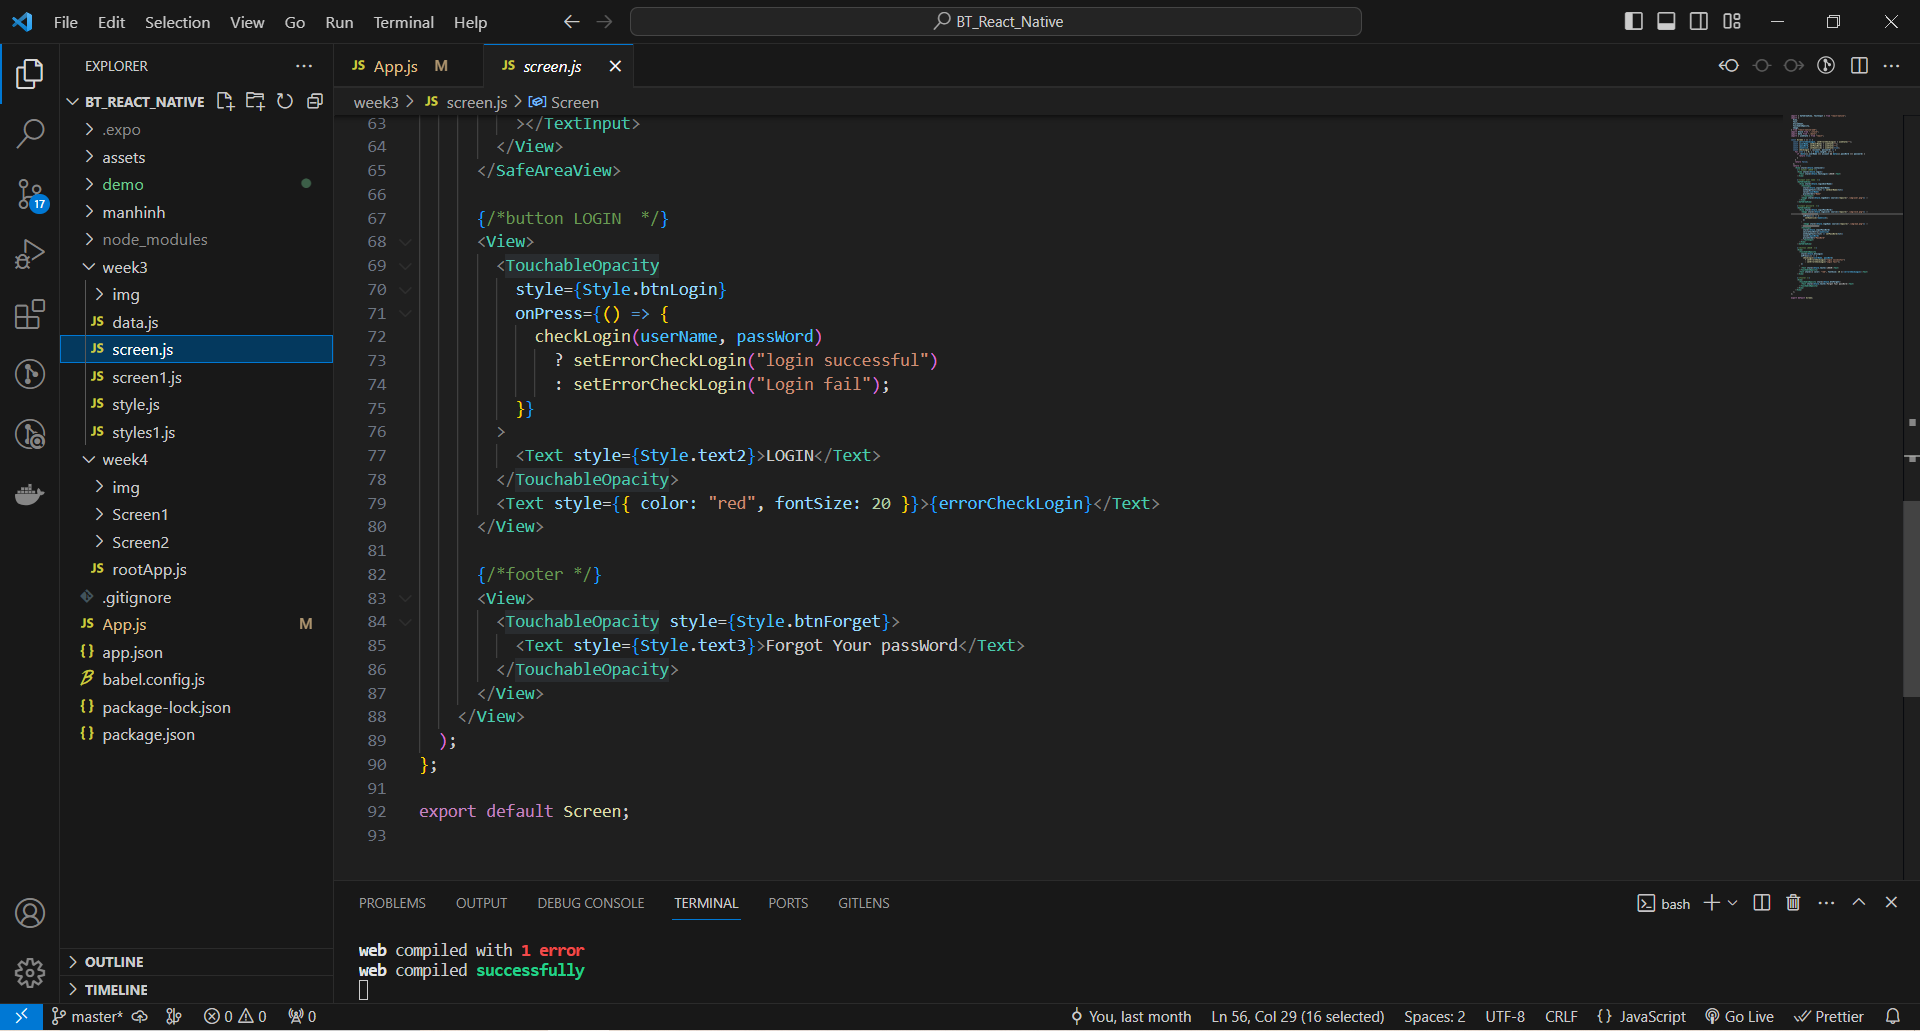 File Edit Selection View Go Run Terminal Help
BT_React_Native
EXPLORER
BT_REACT_NATIVE
.expo
assets
demo
manhinh
node_modules
week3
img
JS data.js
JS screen.js
JS screen1.js
JS style.js
JS styles1.js
week4
img
Screen1
Screen2
JS rootApp.js
.gitignore
JS App.js M
{} app.json
babel.config.js
{} package-lock.json
{} package.json
OUTLINE
TIMELINE
17
JS App.js M
JS screen.js
week3 > JS screen.js > Screen
63 ></TextInput>
64 </View>
65 </SafeAreaView>
66
67 {/*button LOGIN  */}
68 <View>
69 <TouchableOpacity
70 style={Style.btnLogin}
71 onPress={() => {
72 checkLogin(userName, passWord)
73 ? setErrorCheckLogin("login successful")
74 : setErrorCheckLogin("Login fail");
75 }}
76 >
77 <Text style={Style.text2}>LOGIN</Text>
78 </TouchableOpacity>
79 <Text style={{ color: "red", fontSize: 20 }}>{errorCheckLogin}</Text>
80 </View>
81
82 {/*footer */}
83 <View>
84 <TouchableOpacity style={Style.btnForget}>
85 <Text style={Style.text3}>Forgot Your passWord</Text>
86 </TouchableOpacity>
87 </View>
88 </View>
89 );
90 };
91
92 export default Screen;
93
PROBLEMS OUTPUT DEBUG CONSOLE TERMINAL PORTS GITLENS
bash
web compiled with 1 error
web compiled successfully
master* 0 0 0 You, last month Ln 56, Col 29 (16 selected) Spaces: 2 UTF-8 CRLF {} JavaScript Go Live Prettier